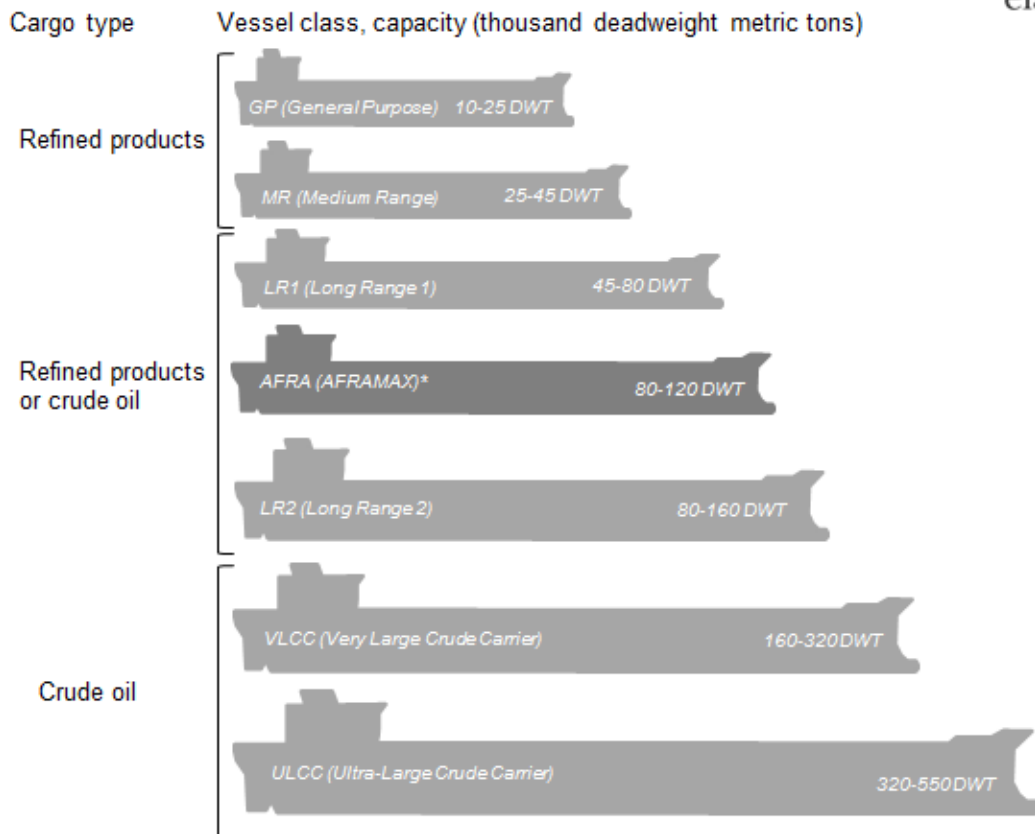 Cargo type Vessel class, capacity (thousand deadweight metric tons)
Refined products
GP (General Purpose) 10-25 DWT
MR (Medium Range) 25-45 DWT
Refined products
or crude oil
LR1 (Long Range 1) 45-80 DWT
AFRA (AFRAMAX)* 80-120 DWT
LR2 (Long Range 2) 80-160 DWT
Crude oil
VLCC (Very Large Crude Carrier) 160-320 DWT
ULCC (Ultra-Large Crude Carrier) 320-550 DWT